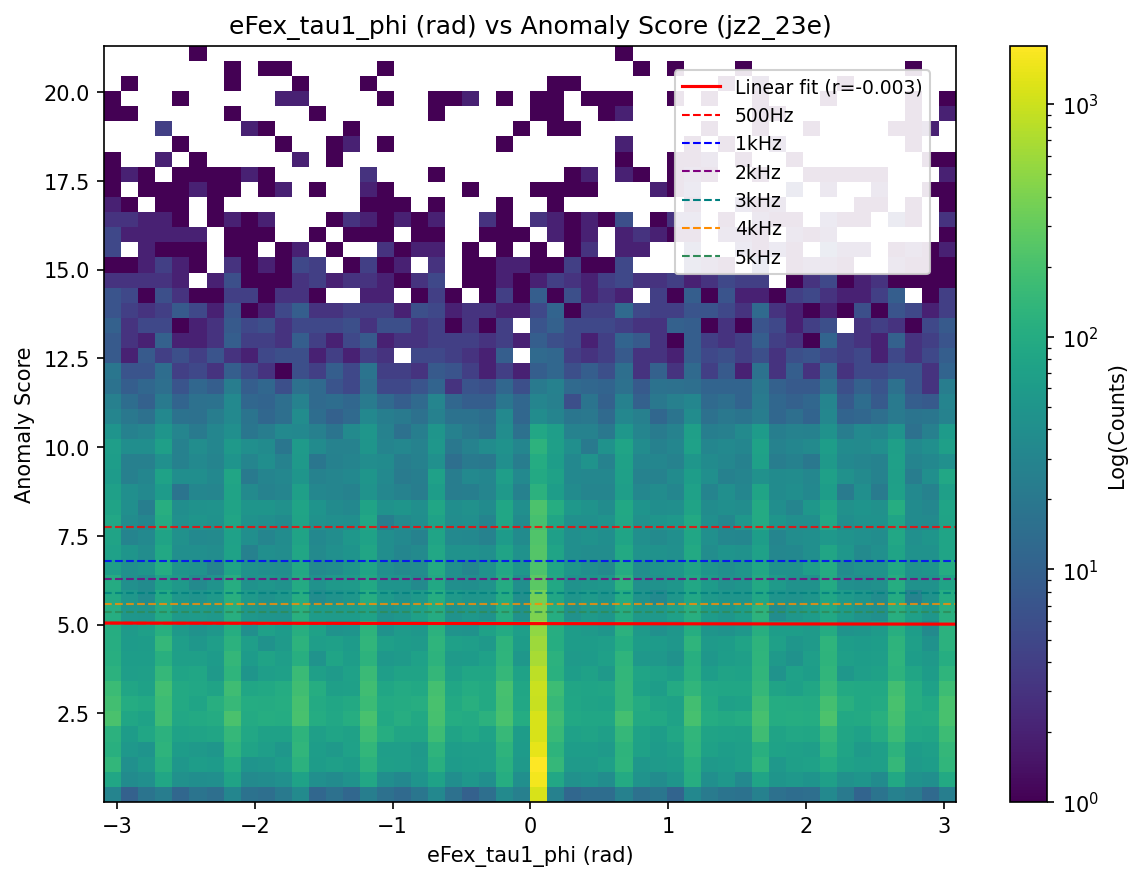 eFex_tau1_phi (rad) vs Anomaly Score (jz2_23e)
Linear fit (r=-0.003)
500Hz
1kHz
2kHz
3kHz
4kHz
5kHz
20.0
17.5
15.0
12.5
10.0
7.5
5.0
2.5
Anomaly Score
−3
−2
−1
0
1
2
3
eFex_tau1_phi (rad)
10³
10²
10¹
10⁰
Log(Counts)